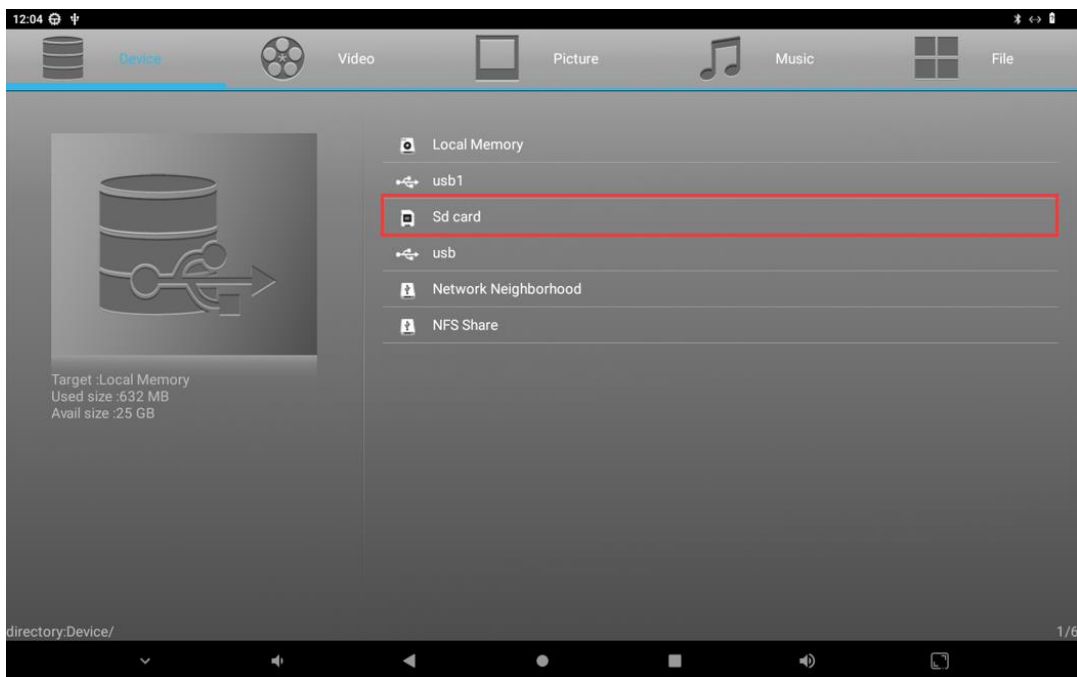 12:04
Device
Video
Picture
Music
File
Local Memory
usb1
Sd card
usb
Network Neighborhood
NFS Share
Target :Local Memory
Used size :632 MB
Avail size :25 GB
directory:Device/
1/6